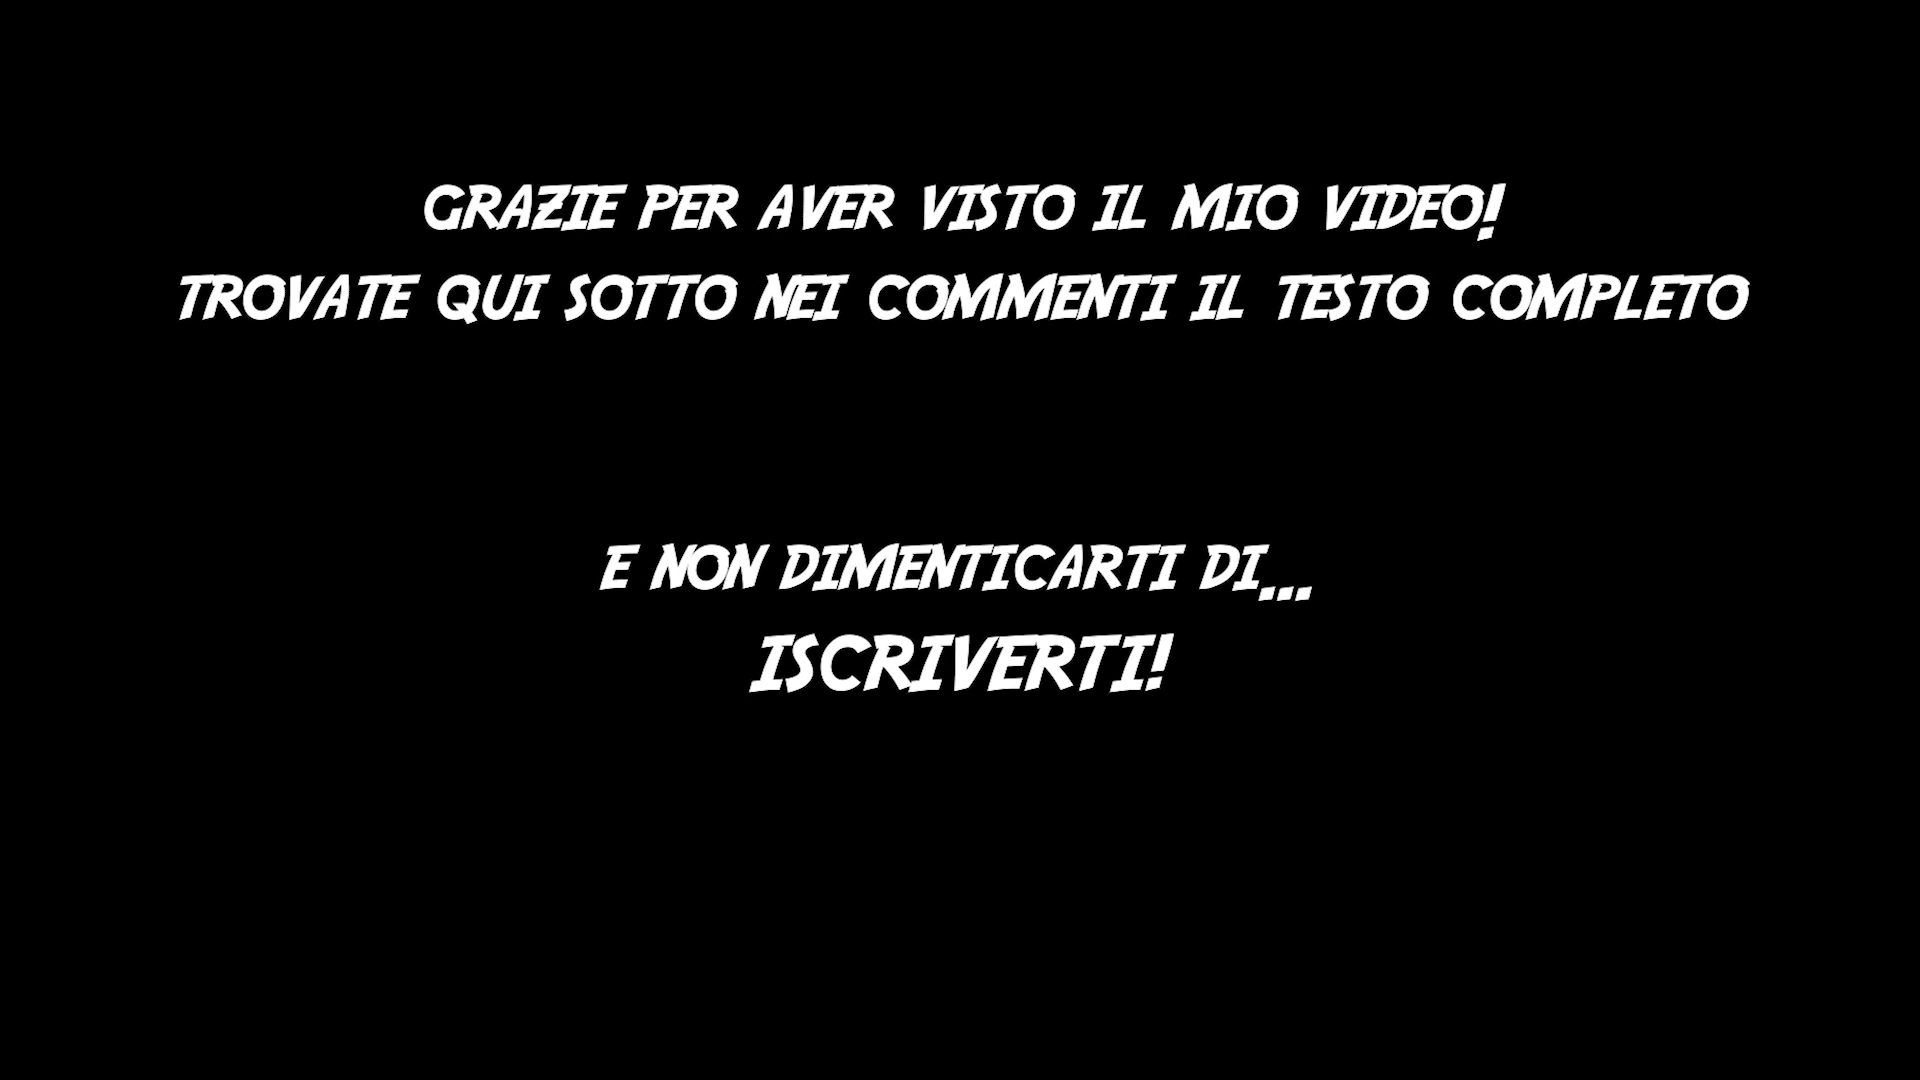 GRAZIE PER AVER VISTO IL MIO VIDEO!
TROVATE QUI SOTTO NEI COMMENTI IL TESTO COMPLETO
E NON DIMENTICARTI DI...
ISCRIVERTI!